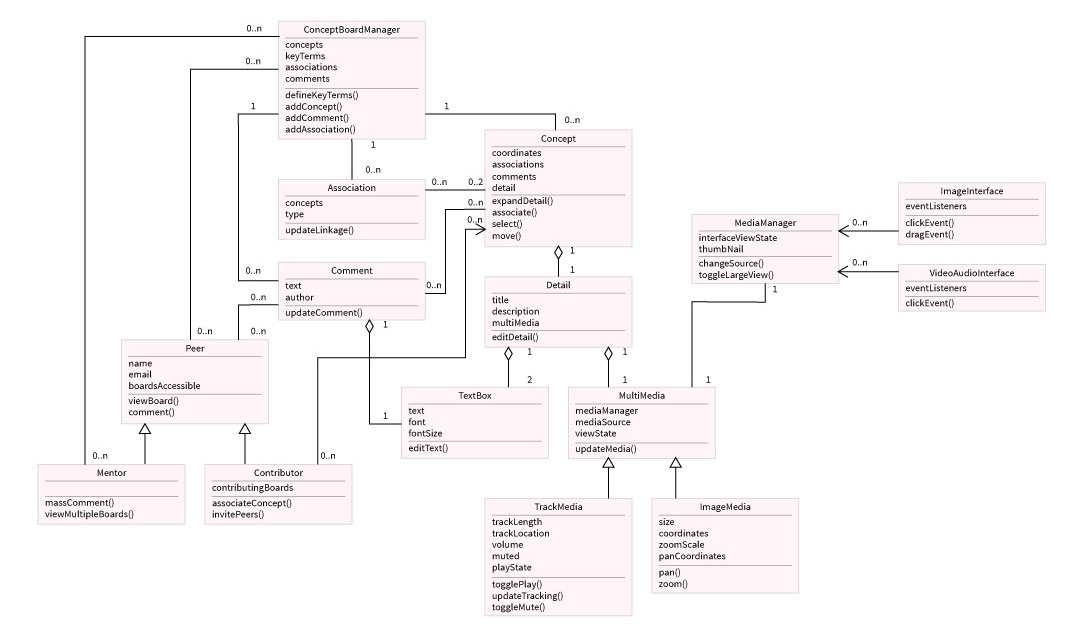 ConceptBoardManager
concepts
keyTerms
associations
comments
defineKeyTerms()
addConcept()
addComment()
addAssociation()
0..n
0..n
1
1
1
0..n
0..n
Concept
coordinates
associations
comments
detail
expandDetail()
associate()
select()
move()
Association
concepts
type
updateLinkage()
0..n
0..2
0..n
0..n
Comment
text
author
updateComment()
0..n
0..n
0..n
0..n
0..n
1
1
1
1
Detail
title
description
multiMedia
editDetail()
MediaManager
interfaceViewState
thumbNail
changeSource()
toggleLargeView()
0..n
0..n
1
1
ImageInterface
eventListeners
clickEvent()
dragEvent()
VideoAudioInterface
eventListeners
clickEvent()
Peer
name
email
boardsAccessible
viewBoard()
comment()
1
1
2
1
TextBox
text
font
fontSize
editText()
MultiMedia
mediaManager
mediaSource
viewState
updateMedia()
0..n
0..n
Mentor
massComment()
viewMultipleBoards()
Contributor
contributingBoards
associateConcept()
invitePeers()
TrackMedia
trackLength
trackLocation
volume
muted
playState
togglePlay()
updateTracking()
toggleMute()
ImageMedia
size
coordinates
zoomScale
panCoordinates
pan()
zoom()